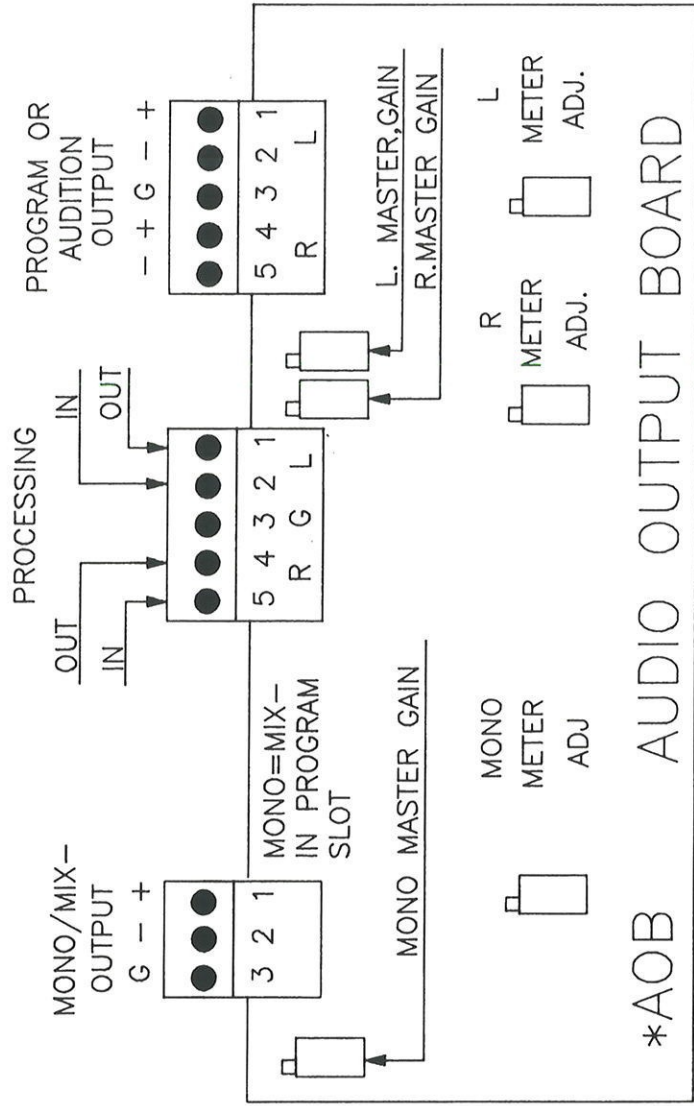 MONO/MIX-
OUTPUT
G - +
3 2 1
MONO=MIX-
IN PROGRAM
SLOT
MONO MASTER GAIN
MONO
METER
ADJ
PROCESSING
OUT
IN
IN
OUT
5 4 3 2 1
R G L
PROGRAM OR
AUDITION
OUTPUT
- + G - +
5 4 3 2 1
R L
L. MASTER,GAIN
R.MASTER GAIN
R
METER
ADJ.
L
METER
ADJ.
*AOB AUDIO OUTPUT BOARD